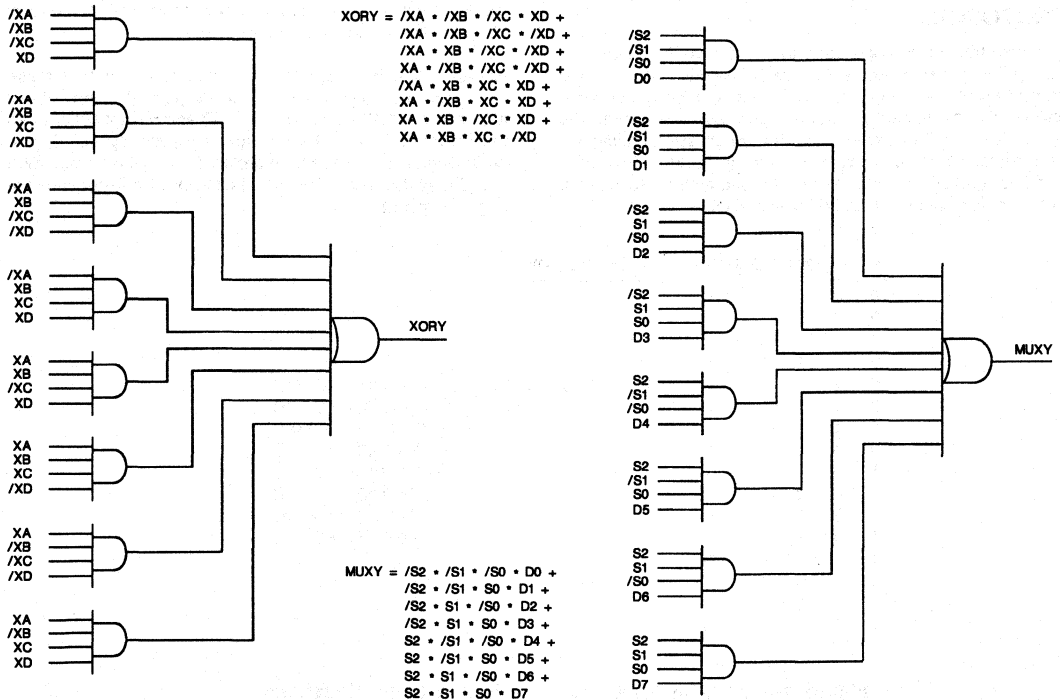 /XA
/XB
/XC
XD
/XA
/XB
XC
/XD
/XA
XB
/XC
/XD
/XA
XB
XC
XD
XA
XB
/XC
XD
XA
XB
XC
/XD
XA
/XB
/XC
/XD
XA
/XB
XC
XD
XORY = /XA * /XB * /XC * XD +
/XA * /XB * /XC * /XD +
/XA * XB * /XC * /XD +
XA * /XB * /XC * /XD +
/XA * XB * XC * XD +
XA * /XB * XC * XD +
XA * XB * /XC * XD +
XA * XB * XC * /XD
XORY
MUXY = /S2 * /S1 * /S0 * D0 +
/S2 * /S1 * S0 * D1 +
/S2 * S1 * /S0 * D2 +
/S2 * S1 * S0 * D3 +
S2 * /S1 * /S0 * D4 +
S2 * /S1 * S0 * D5 +
S2 * S1 * /S0 * D6 +
S2 * S1 * S0 * D7
/S2
/S1
/S0
D0
/S2
/S1
S0
D1
/S2
S1
/S0
D2
/S2
S1
S0
D3
S2
/S1
/S0
D4
S2
/S1
S0
D5
S2
S1
/S0
D6
S2
S1
S0
D7
MUXY